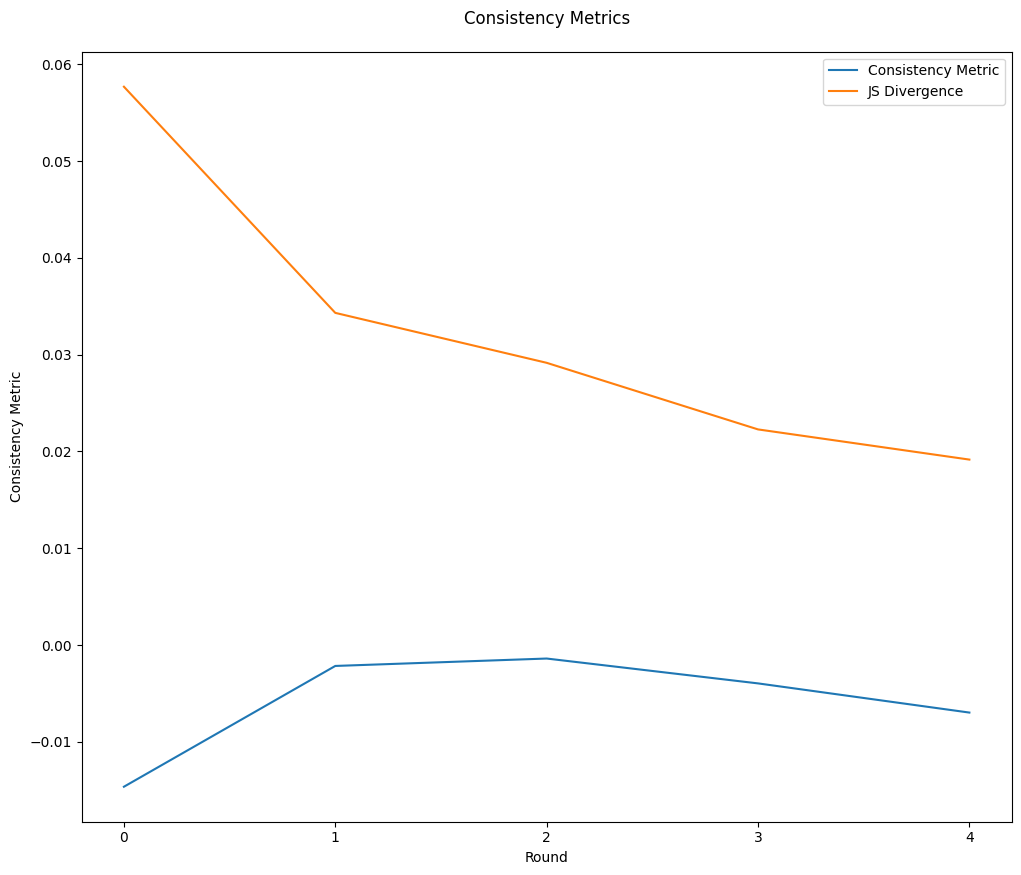 Consistency Metrics
Consistency Metric
JS Divergence
Consistency Metric
0.06
0.05
0.04
0.03
0.02
0.01
0.00
−0.01
0 1 2 3 4
Round